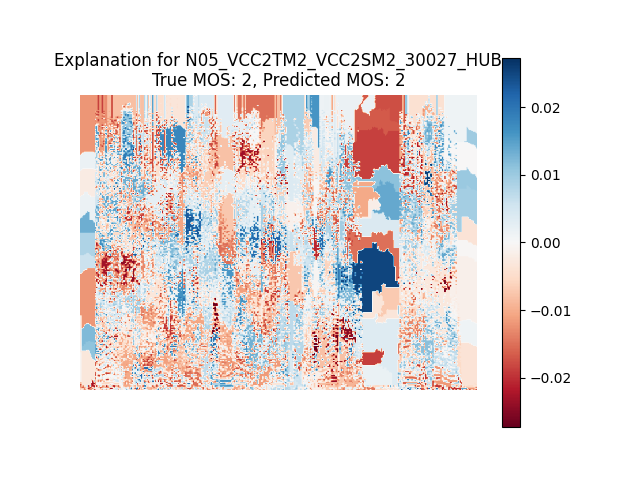 Explanation for N05_VCC2TM2_VCC2SM2_30027_HUB
True MOS: 2, Predicted MOS: 2
0.02
0.01
0.00
−0.01
−0.02